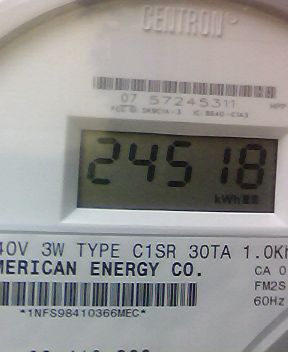 CENTRON
07 57245311
24518
kWh
40V 3W TYPE C1SR 30TA 1.0Kh
MERICAN ENERGY CO.
CA 0
FM2S
60Hz
*1NFS98410366MEC*